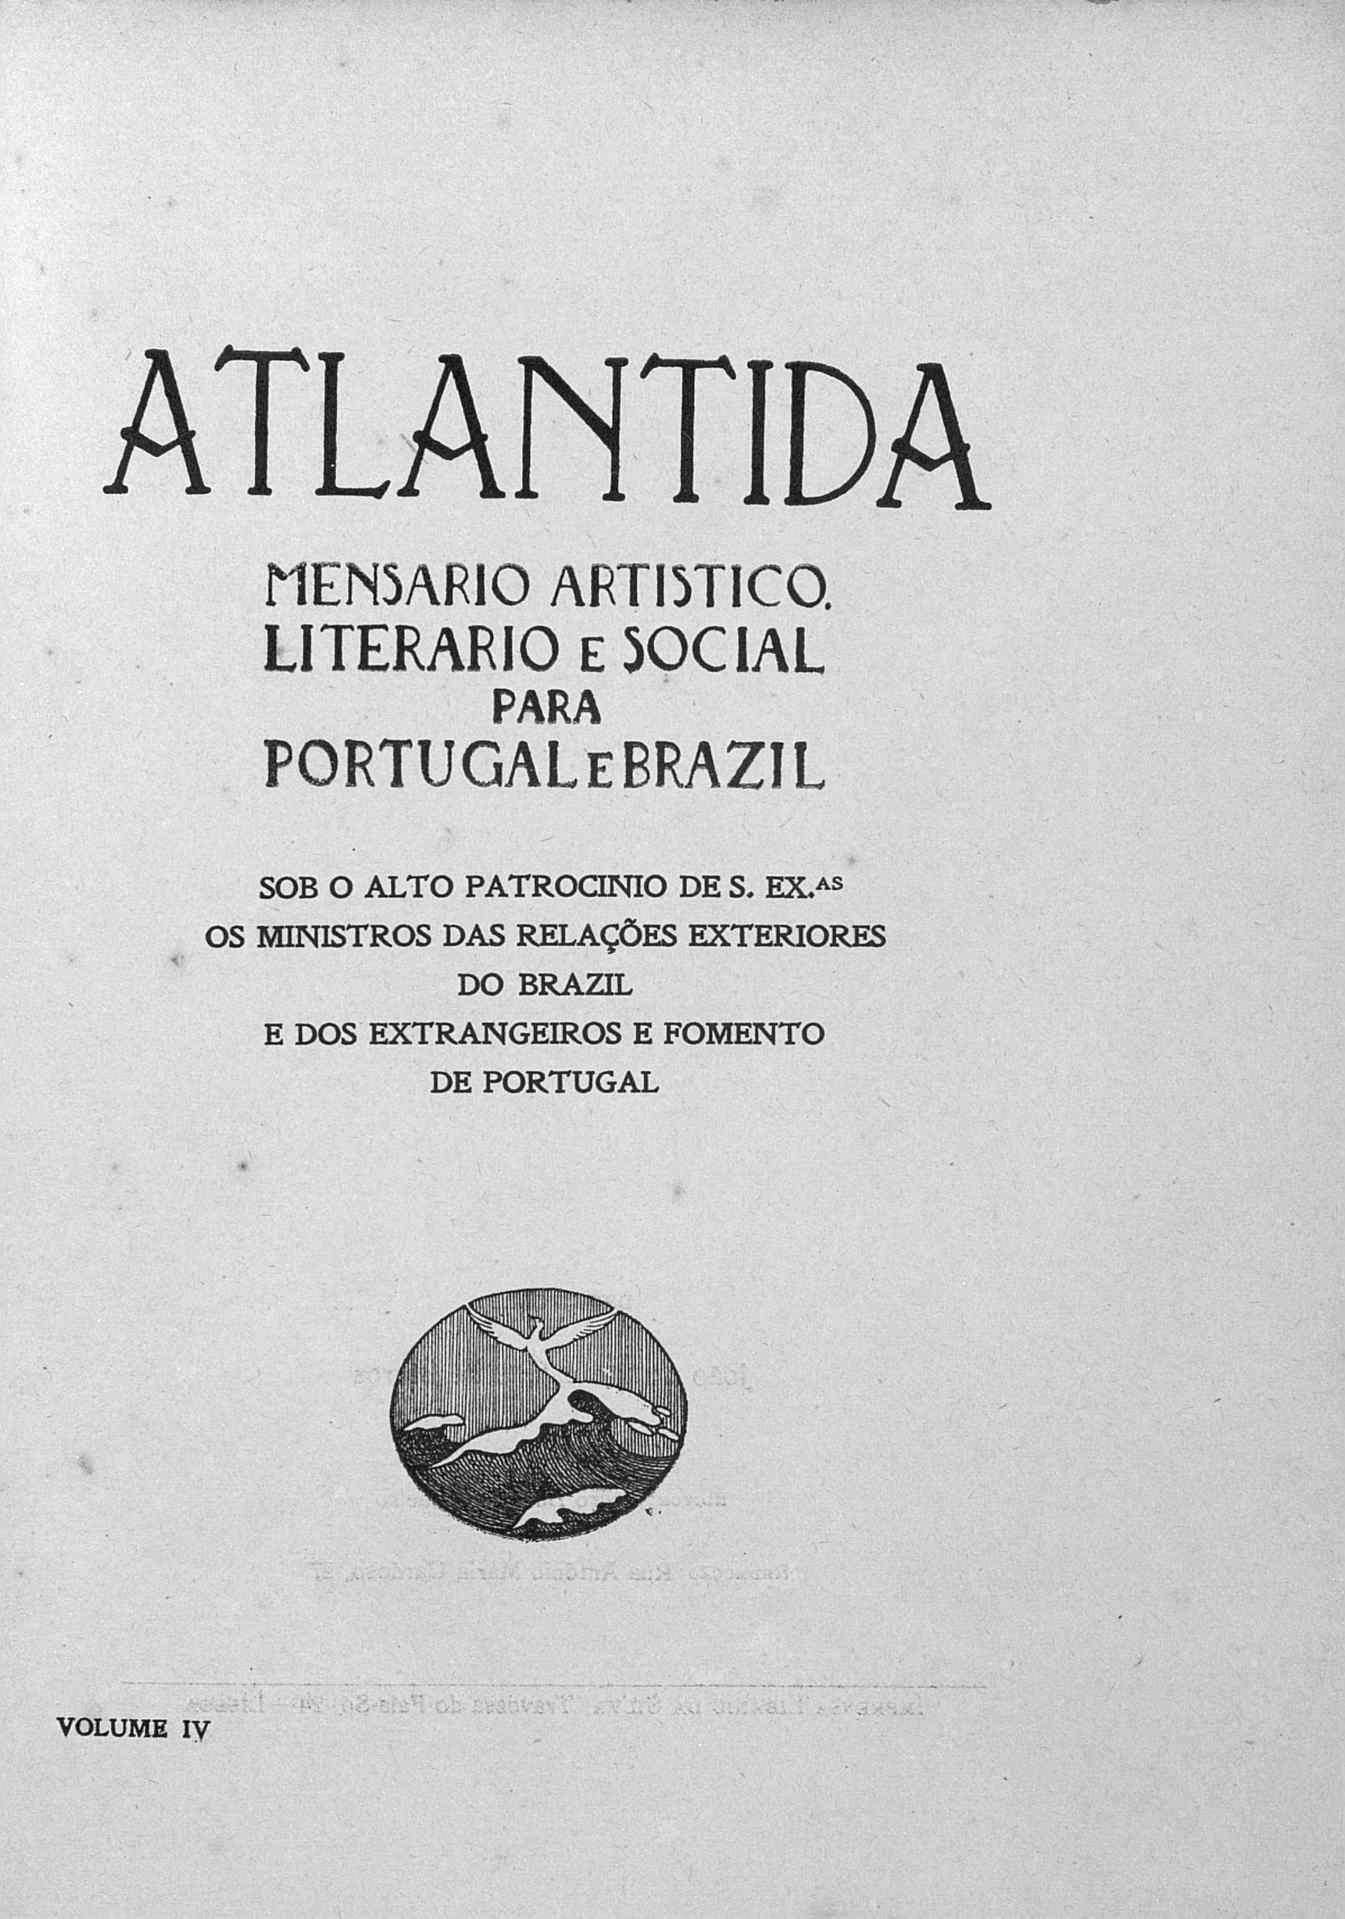 ATLANTIDA
MENSARIO ARTISTICO.
LITERARIO E SOCIAL
PARA
PORTUGAL E BRAZIL
SOB O ALTO PATROCINIO DE S. EX.AS
OS MINISTROS DAS RELAÇÕES EXTERIORES
DO BRAZIL
E DOS EXTRANGEIROS E FOMENTO
DE PORTUGAL
VOLUME IV